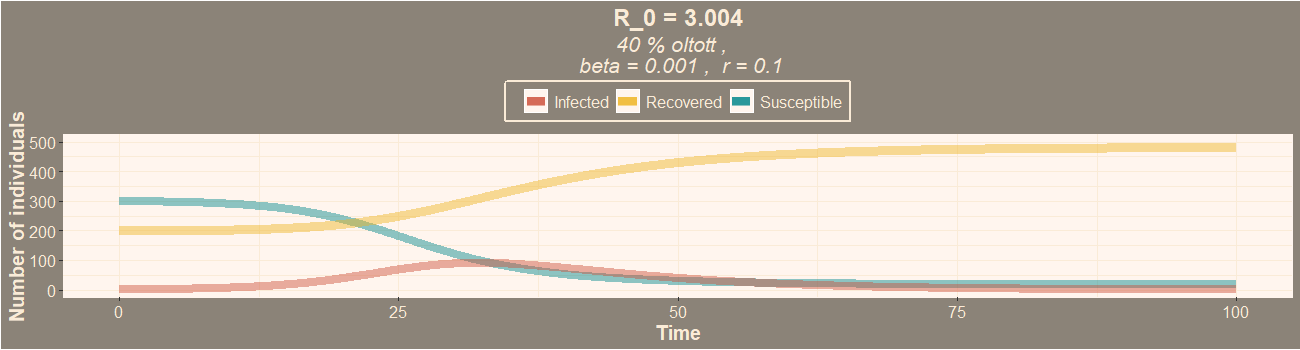 R_0 = 3.004
40 % oltott ,
beta = 0.001 ,  r = 0.1
Infected Recovered Susceptible
Number of individuals
500
400
300
200
100
0
0 25 50 75 100
Time